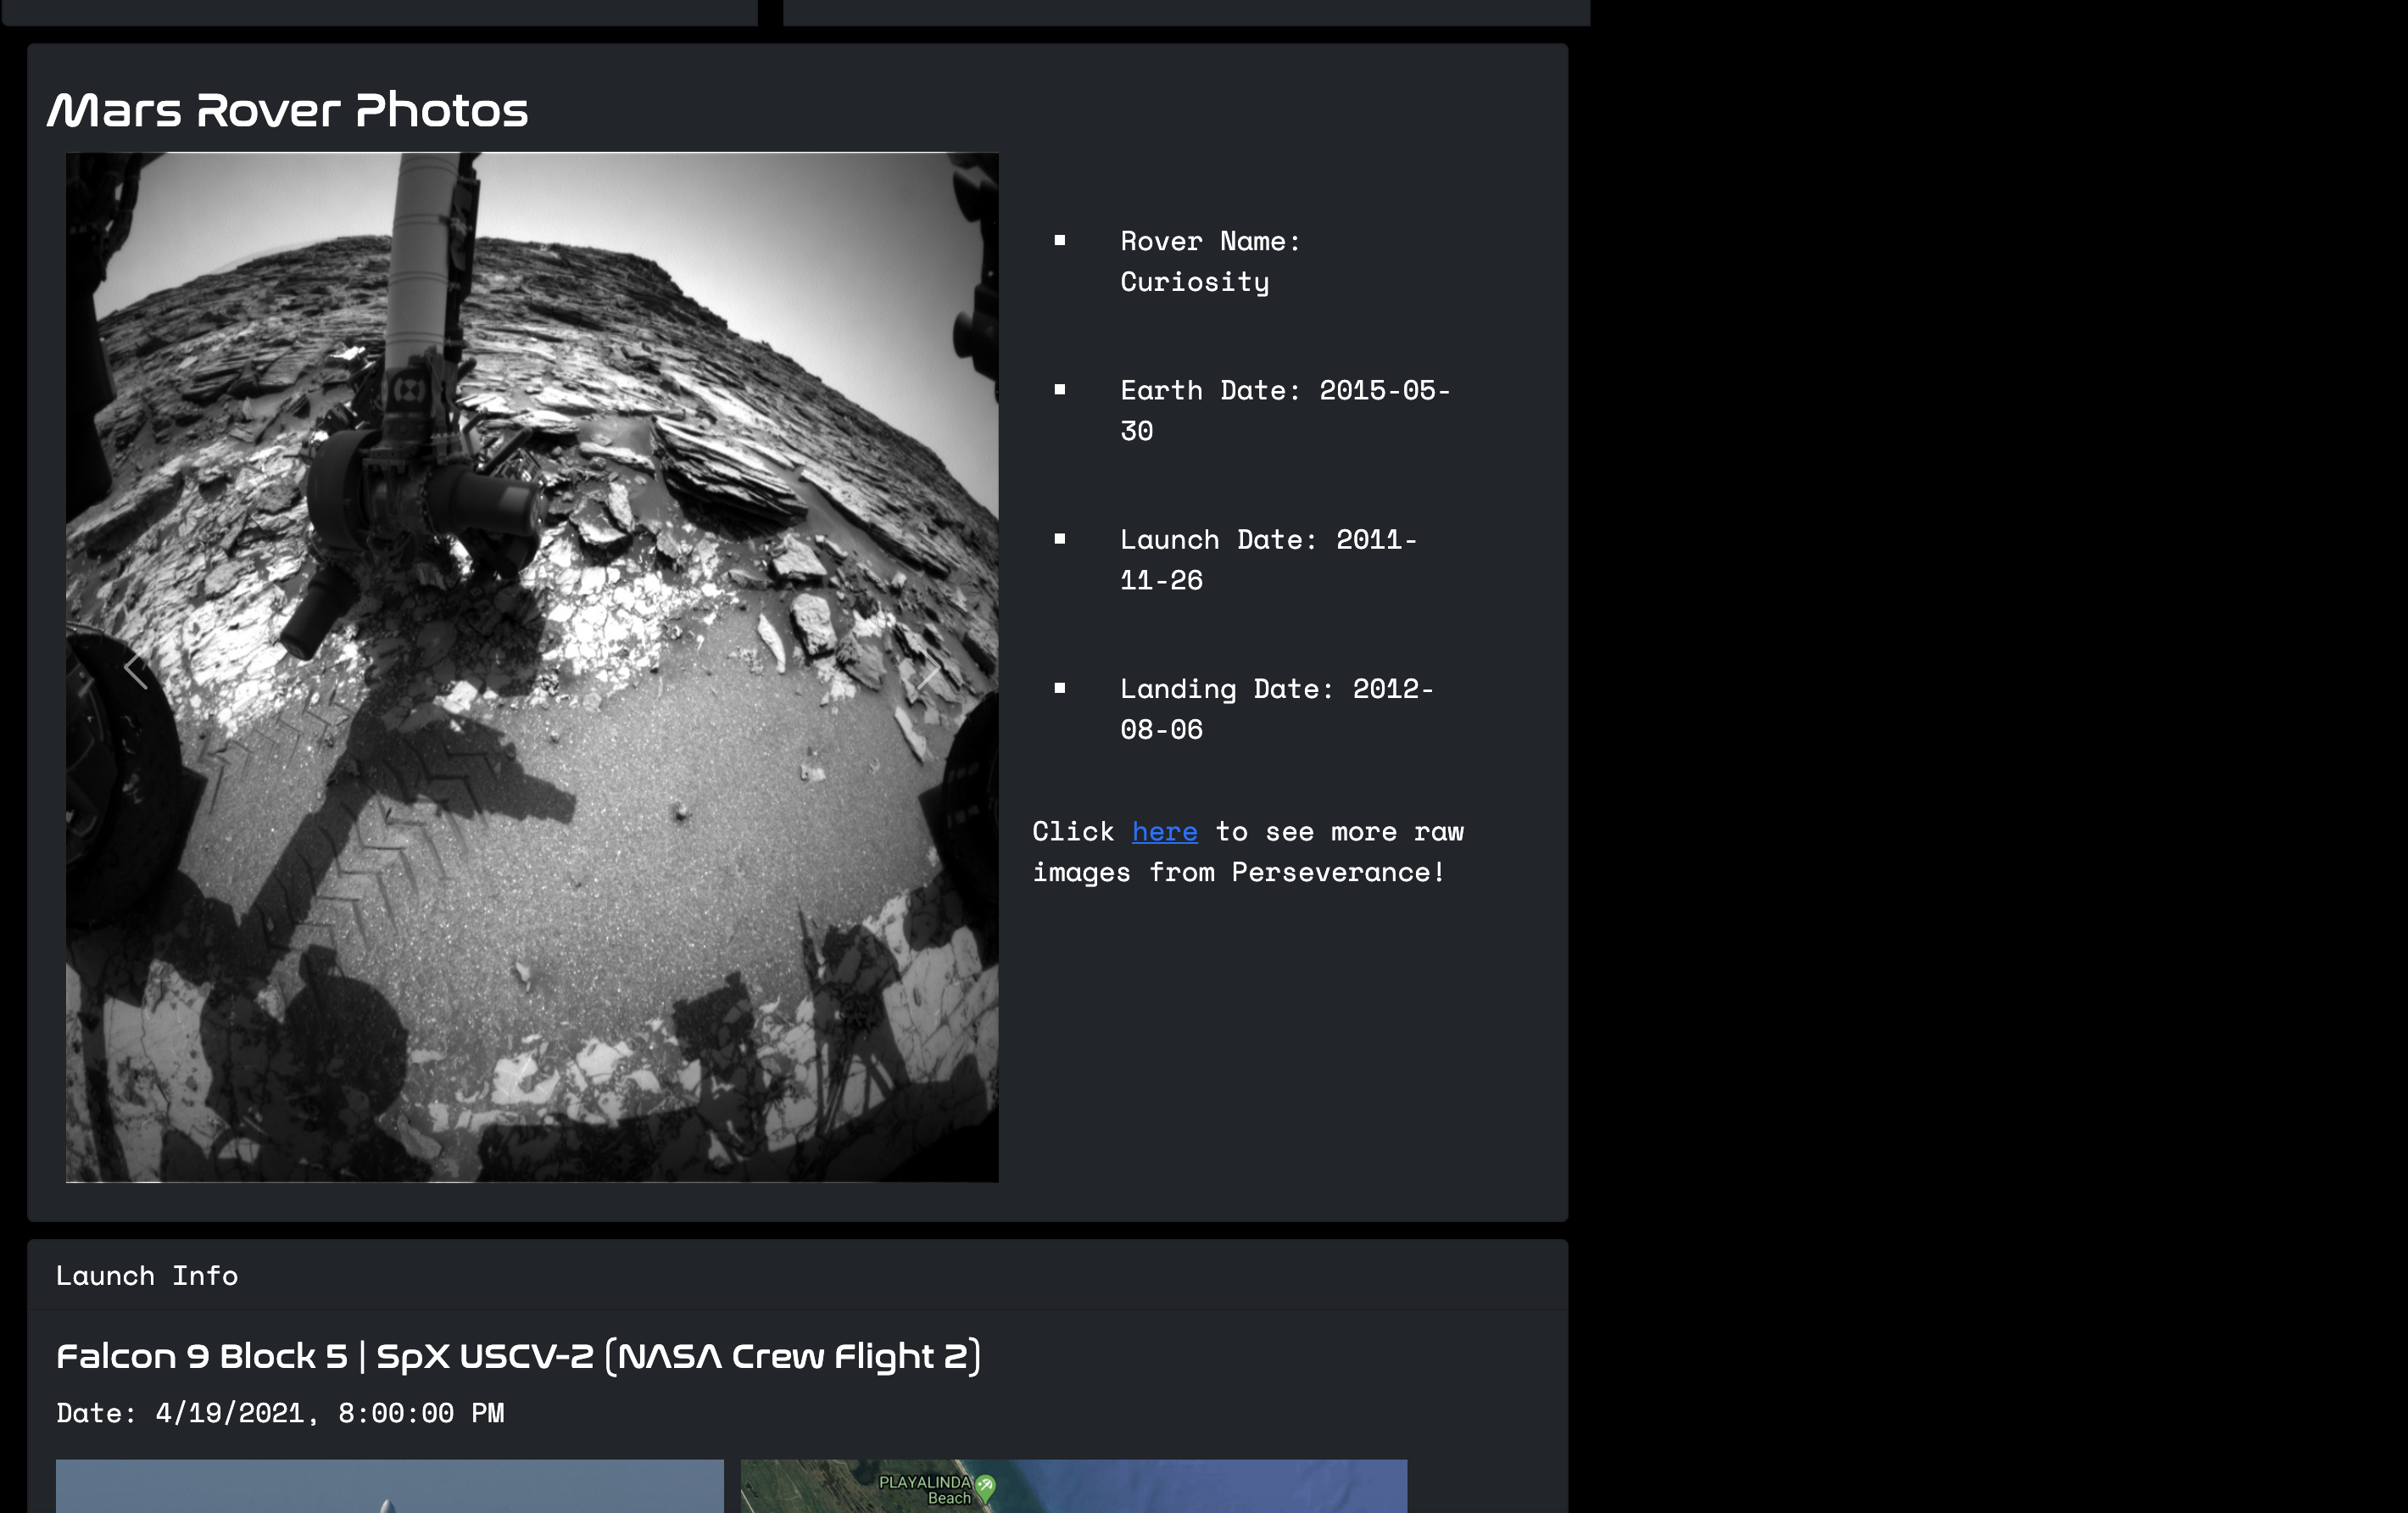 Mars Rover Photos
Rover Name:
Curiosity
Earth Date: 2015-05-
30
Launch Date: 2011-
11-26
Landing Date: 2012-
08-06
Click here to see more raw
images from Perseverance!
Launch Info
Falcon 9 Block 5 | SpX USCV-2 (NASA Crew Flight 2)
Date: 4/19/2021, 8:00:00 PM
PLAYALINDA
Beach